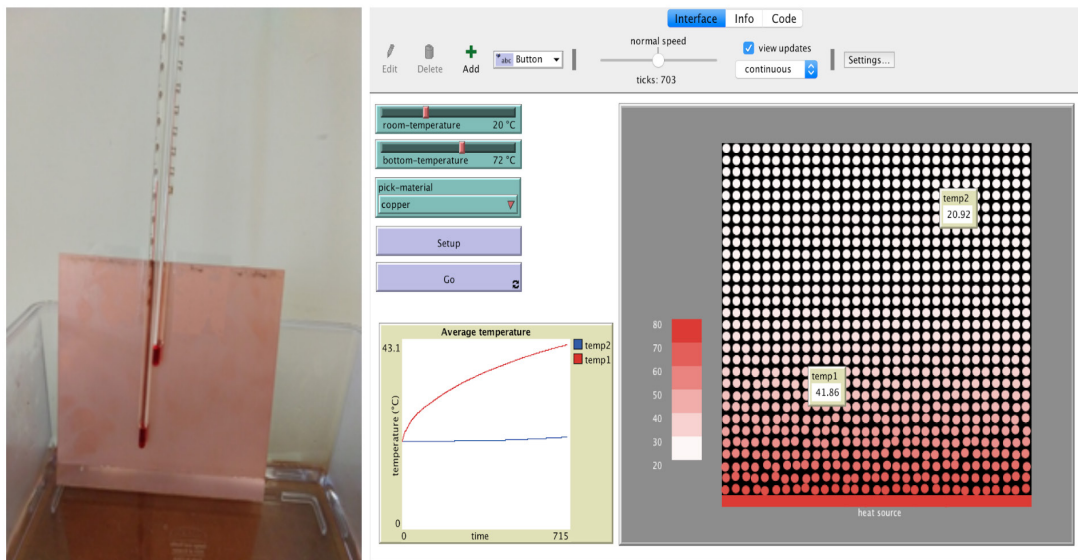 Interface Info Code
Edit
Delete
Add
abc Button
normal speed
ticks: 703
view updates
continuous
Settings...
room-temperature 20 °C
bottom-temperature 72 °C
pick-material
copper
Setup
Go
Average temperature
43.1
temperature (°C)
0
0
time
715
temp2
temp1
80
70
60
50
40
30
20
temp2
20.92
temp1
41.86
heat source